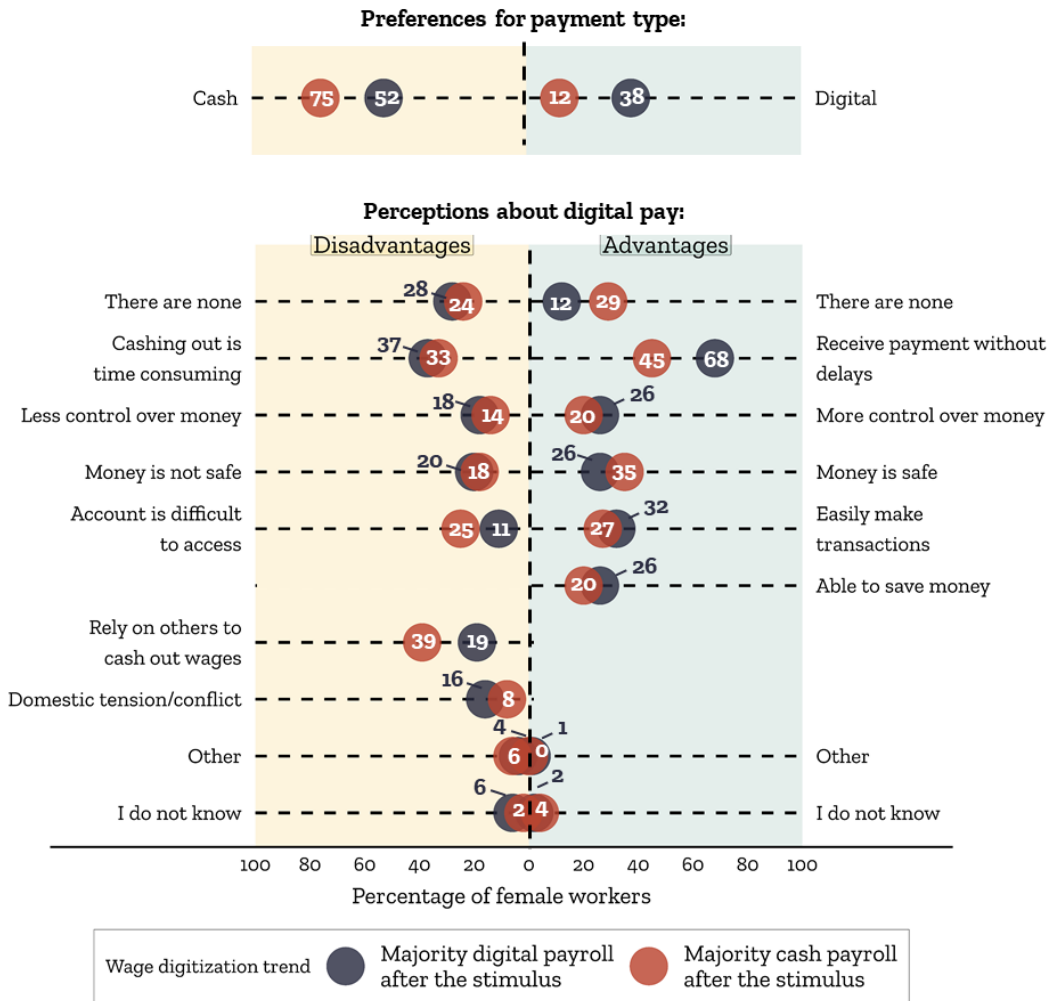 Preferences for payment type:
Cash 75 52 12 38 Digital
Perceptions about digital pay:
Disadvantages Advantages
There are none 28 24 12 29 There are none
Cashing out is
time consuming
37 33 45 68
Receive payment without
delays
Less control over money 18 14 20 26 More control over money
Money is not safe 20 18 26 35 Money is safe
Account is difficult
to access
25 11 27 32
Easily make
transactions
20 26 Able to save money
Rely on others to
cash out wages
39 19
Domestic tension/conflict 16 8
Other 4 6 0 1 Other
I do not know 6 2 4 2 I do not know
100 80 60 40 20 0 20 40 60 80 100
Percentage of female workers
Wage digitization trend
Majority digital payroll
after the stimulus
Majority cash payroll
after the stimulus